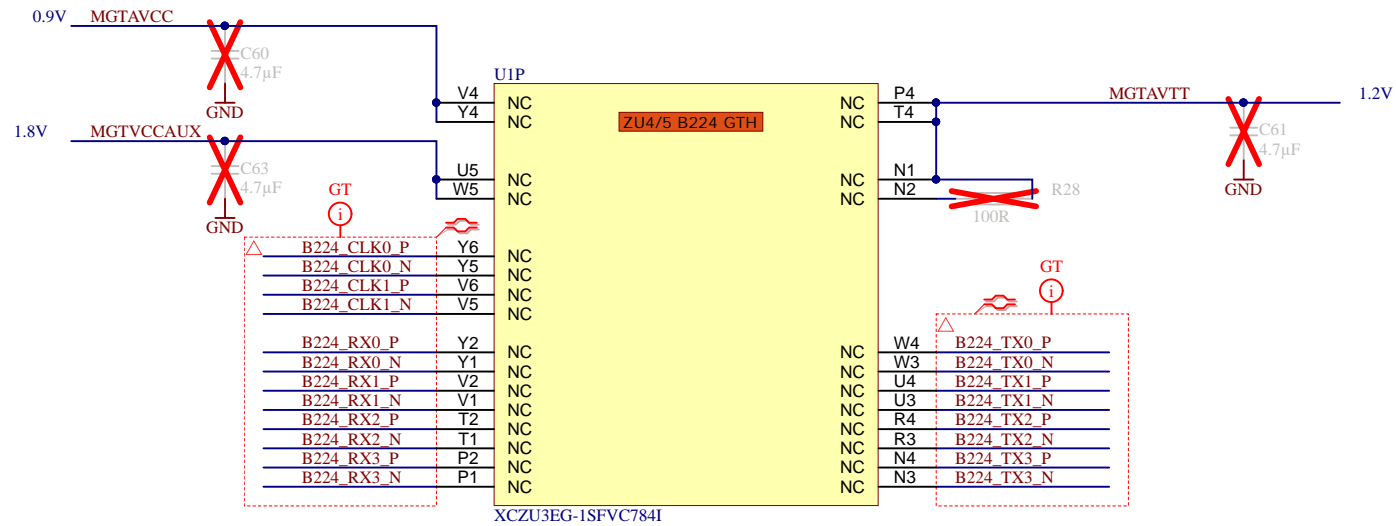 0.9V MGTAVCC
C60
4.7µF
GND
U1P
1.8V MGTVCCAUX
C63
4.7µF
GND
ZU4/5 B224 GTH
V4 NC NC P4 MGTAVTT 1.2V
Y4 NC NC T4
C61
4.7µF
GND
U5 NC NC N1
W5 NC NC N2 R28
100R
GT
i
B224_CLK0_P Y6 NC
B224_CLK0_N Y5 NC
B224_CLK1_P V6 NC
B224_CLK1_N V5 NC
GT
i
B224_RX0_P Y2 NC NC W4 B224_TX0_P
B224_RX0_N Y1 NC NC W3 B224_TX0_N
B224_RX1_P V2 NC NC U4 B224_TX1_P
B224_RX1_N V1 NC NC U3 B224_TX1_N
B224_RX2_P T2 NC NC R4 B224_TX2_P
B224_RX2_N T1 NC NC R3 B224_TX2_N
B224_RX3_P P2 NC NC N4 B224_TX3_P
B224_RX3_N P1 NC NC N3 B224_TX3_N
XCZU3EG-1SFVC784I